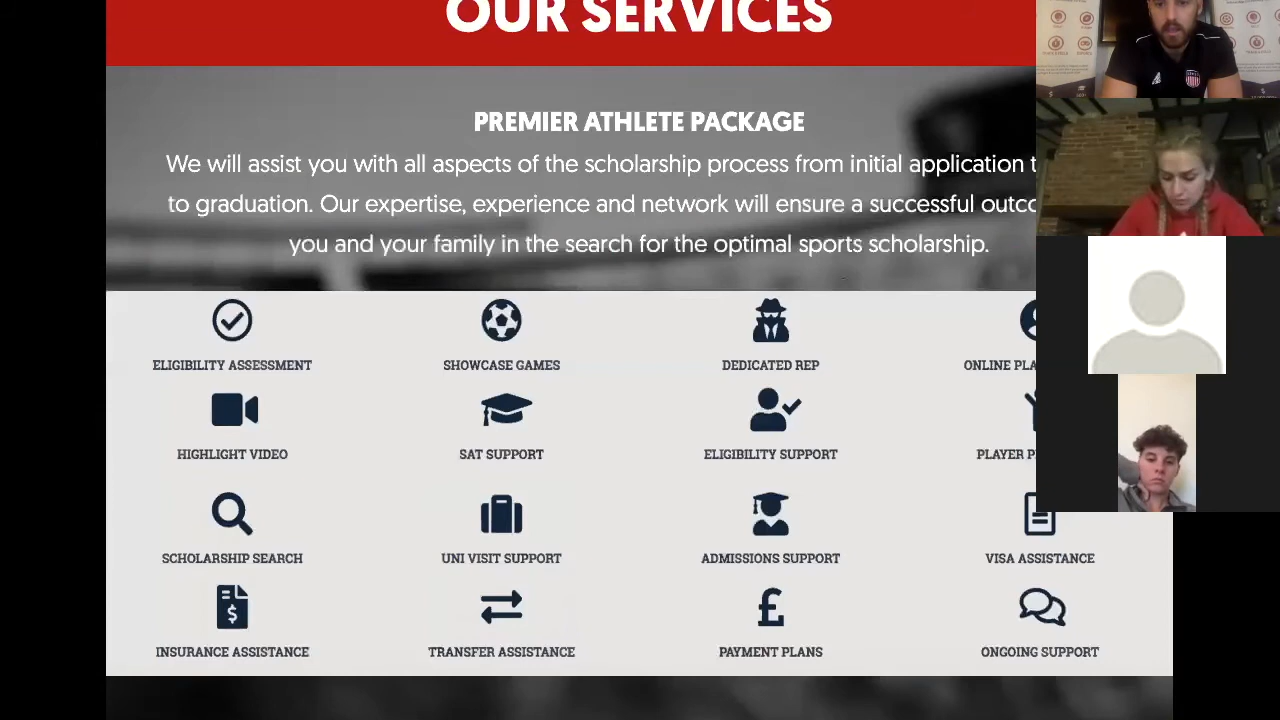 OUR SERVICES
PREMIER ATHLETE PACKAGE
We will assist you with all aspects of the scholarship process from initial application
to graduation. Our expertise, experience and network will ensure a successful
you and your family in the search for the optimal sports scholarship.
ELIGIBILITY ASSESSMENT
SHOWCASE GAMES
DEDICATED REP
ONLINE
HIGHLIGHT VIDEO
SAT SUPPORT
ELIGIBILITY SUPPORT
PLAYER
SCHOLARSHIP SEARCH
UNI VISIT SUPPORT
ADMISSIONS SUPPORT
VISA ASSISTANCE
INSURANCE ASSISTANCE
TRANSFER ASSISTANCE
PAYMENT PLANS
ONGOING SUPPORT